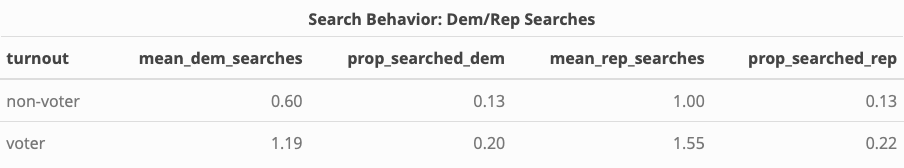 Search Behavior: Dem/Rep Searches
turnout mean_dem_searches prop_searched_dem mean_rep_searches prop_searched_rep
non-voter 0.60 0.13 1.00 0.13
voter 1.19 0.20 1.55 0.22